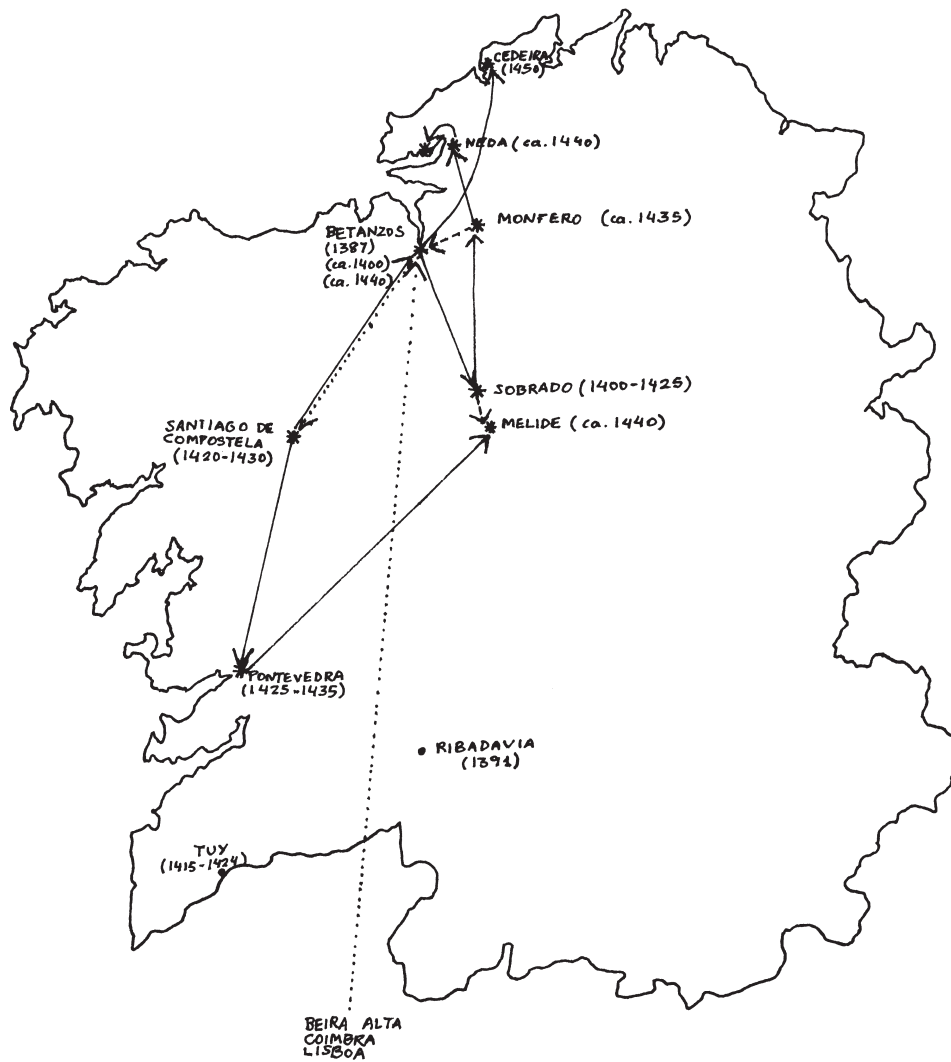 CEDEIRA
(1450)
NEDA (ca. 1440)
MONFERO (ca. 1435)
BETANZOS
(1387)
(ca. 1400)
(ca. 1440)
SOBRADO (1400-1425)
MELIDE (ca. 1440)
SANTIAGO DE
COMPOSTELA
(1420-1430)
PONTEVEDRA
(1425-1435)
RIBADAVIA
(1391)
TUY
(1415-1424)
BEIRA ALTA
COIMBRA
LISBOA